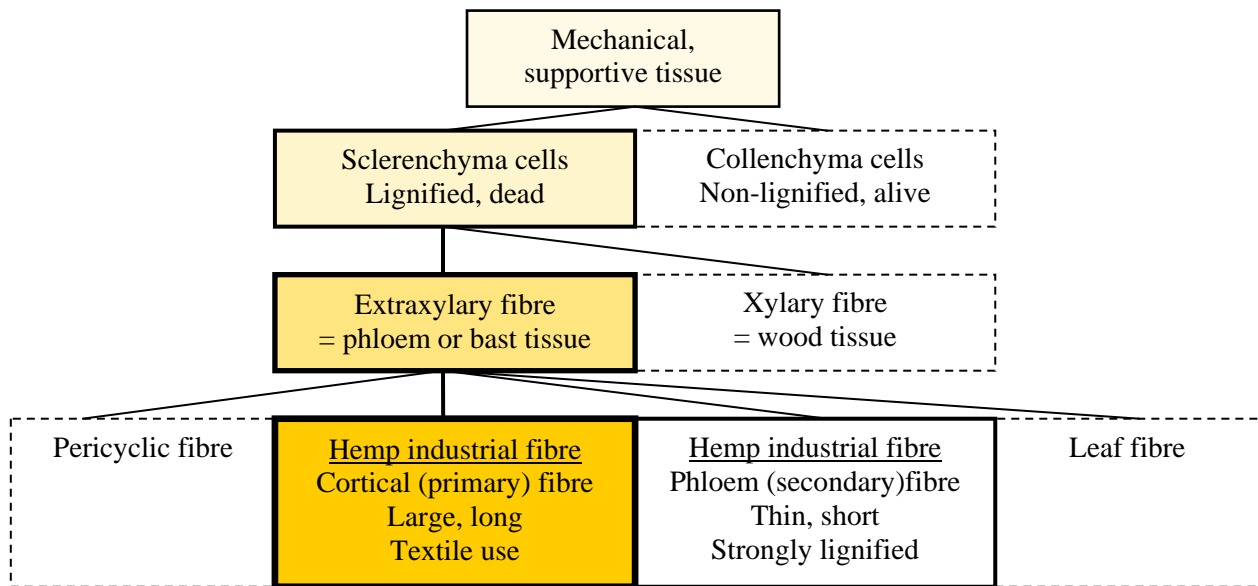 Mechanical,
supportive tissue
Sclerenchyma cells
Lignified, dead
Collenchyma cells
Non-lignified, alive
Extraxylary fibre
= phloem or bast tissue
Xylary fibre
= wood tissue
Pericyclic fibre
Hemp industrial fibre
Cortical (primary) fibre
Large, long
Textile use
Hemp industrial fibre
Phloem (secondary)fibre
Thin, short
Strongly lignified
Leaf fibre